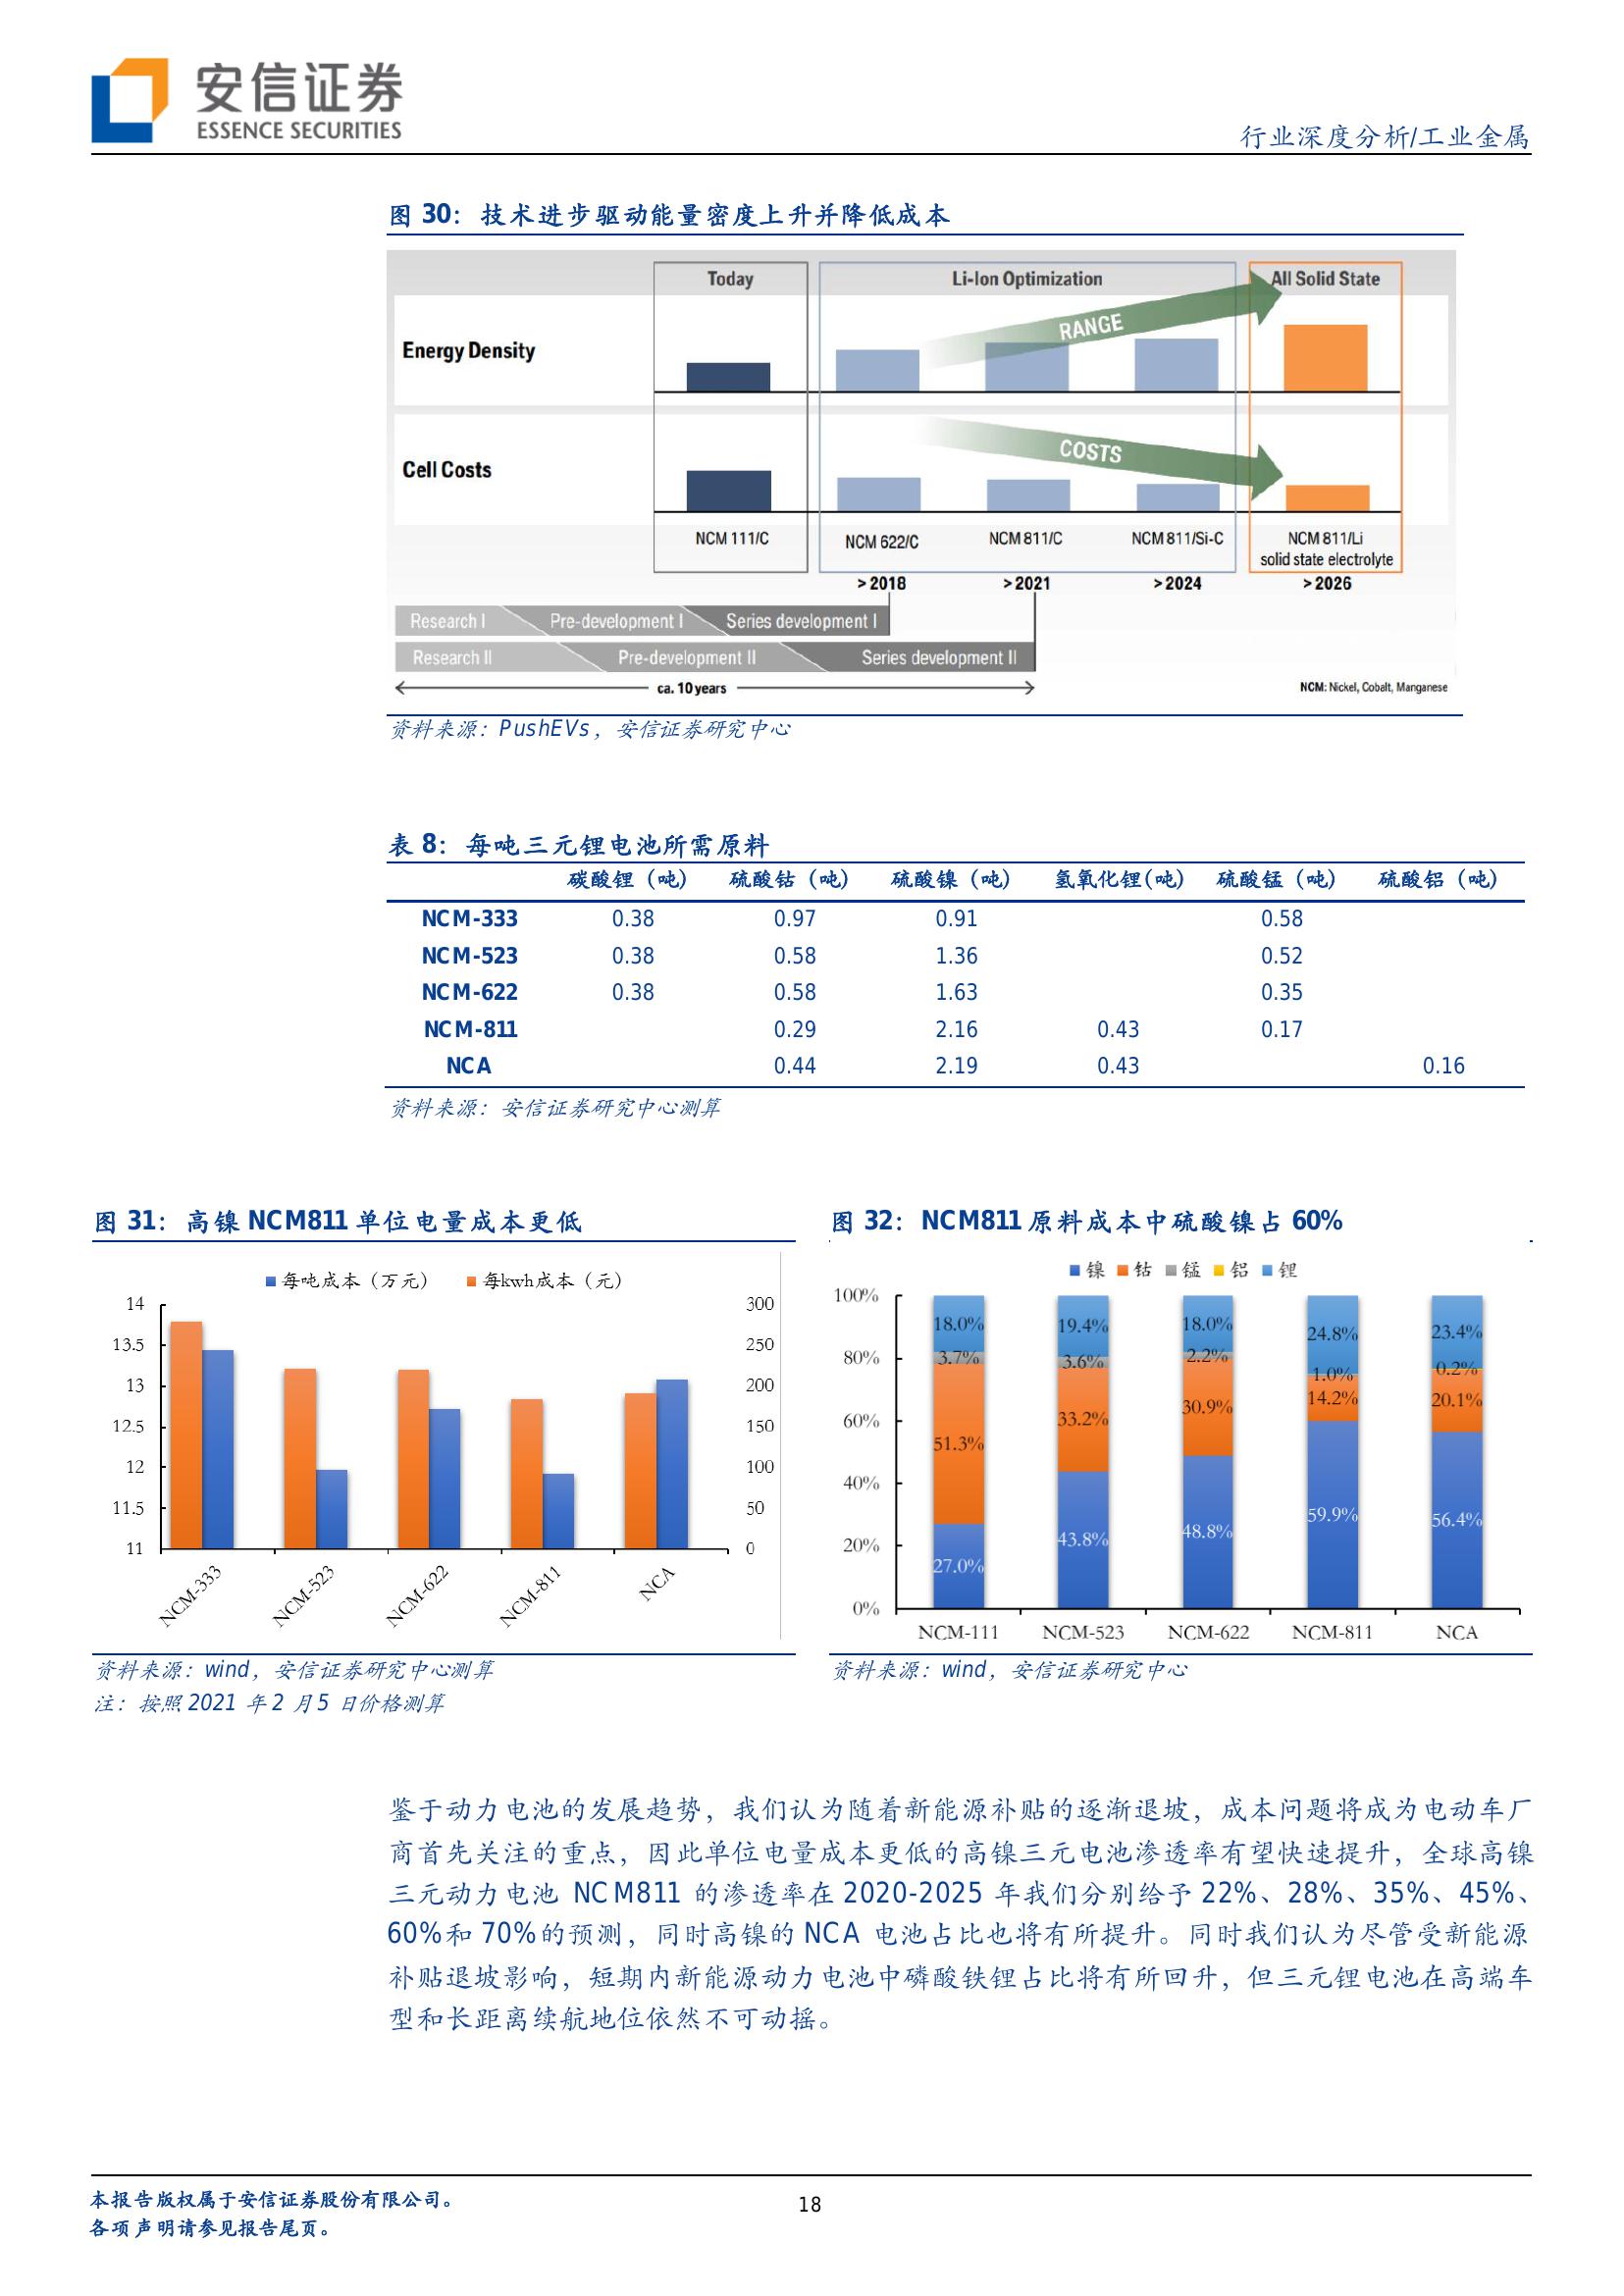 安信证券
ESSENCE SECURITIES
行业深度分析/工业金属
图 30：技术进步驱动能量密度上升并降低成本
Today
Li-Ion Optimization
All Solid State
RANGE
Energy Density
COSTS
Cell Costs
NCM 111/C
NCM 622/C
NCM 811/C
NCM 811/Si-C
NCM 811/Li
solid state electrolyte
> 2018
> 2021
> 2024
> 2026
Research I
Pre-development I
Series development I
Research II
Pre-development II
Series development II
ca. 10 years
NCM: Nickel, Cobalt, Manganese
资料来源：PushEVs，安信证券研究中心
表 8：每吨三元锂电池所需原料
碳酸锂（吨） 硫酸钴（吨） 硫酸镍（吨） 氢氧化锂(吨) 硫酸锰（吨） 硫酸铝（吨）
NCM-333 0.38 0.97 0.91 0.58
NCM-523 0.38 0.58 1.36 0.52
NCM-622 0.38 0.58 1.63 0.35
NCM-811 0.29 2.16 0.43 0.17
NCA 0.44 2.19 0.43 0.16
资料来源：安信证券研究中心测算
图 31：高镍 NCM811 单位电量成本更低
每吨成本（万元） 每kwh成本（元）
14
13.5
13
12.5
12
11.5
11
300
250
200
150
100
50
0
NCM-333 NCM-523 NCM-622 NCM-811 NCA
资料来源：wind，安信证券研究中心测算
注：按照 2021 年 2 月 5 日价格测算
图 32：NCM811 原料成本中硫酸镍占 60%
镍 钴 锰 铝 锂
100%
80%
60%
40%
20%
0%
18.0% 19.4% 18.0% 24.8% 23.4%
3.7% 3.6% 2.2% 1.0% 0.2%
51.3% 33.2% 30.9% 14.2% 20.1%
27.0% 43.8% 48.8% 59.9% 56.4%
NCM-111 NCM-523 NCM-622 NCM-811 NCA
资料来源：wind，安信证券研究中心
鉴于动力电池的发展趋势，我们认为随着新能源补贴的逐渐退坡，成本问题将成为电动车厂
商首先关注的重点，因此单位电量成本更低的高镍三元电池渗透率有望快速提升，全球高镍
三元动力电池 NCM811 的渗透率在 2020-2025 年我们分别给予 22%、28%、35%、45%、
60%和 70%的预测，同时高镍的 NCA 电池占比也将有所提升。同时我们认为尽管受新能源
补贴退坡影响，短期内新能源动力电池中磷酸铁锂占比将有所回升，但三元锂电池在高端车
型和长距离续航地位依然不可动摇。
本报告版权属于安信证券股份有限公司。
各项声明请参见报告尾页。
18